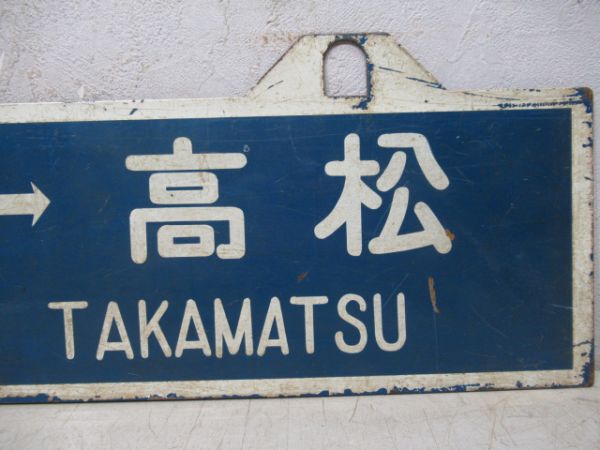 → 高松
TAKAMATSU